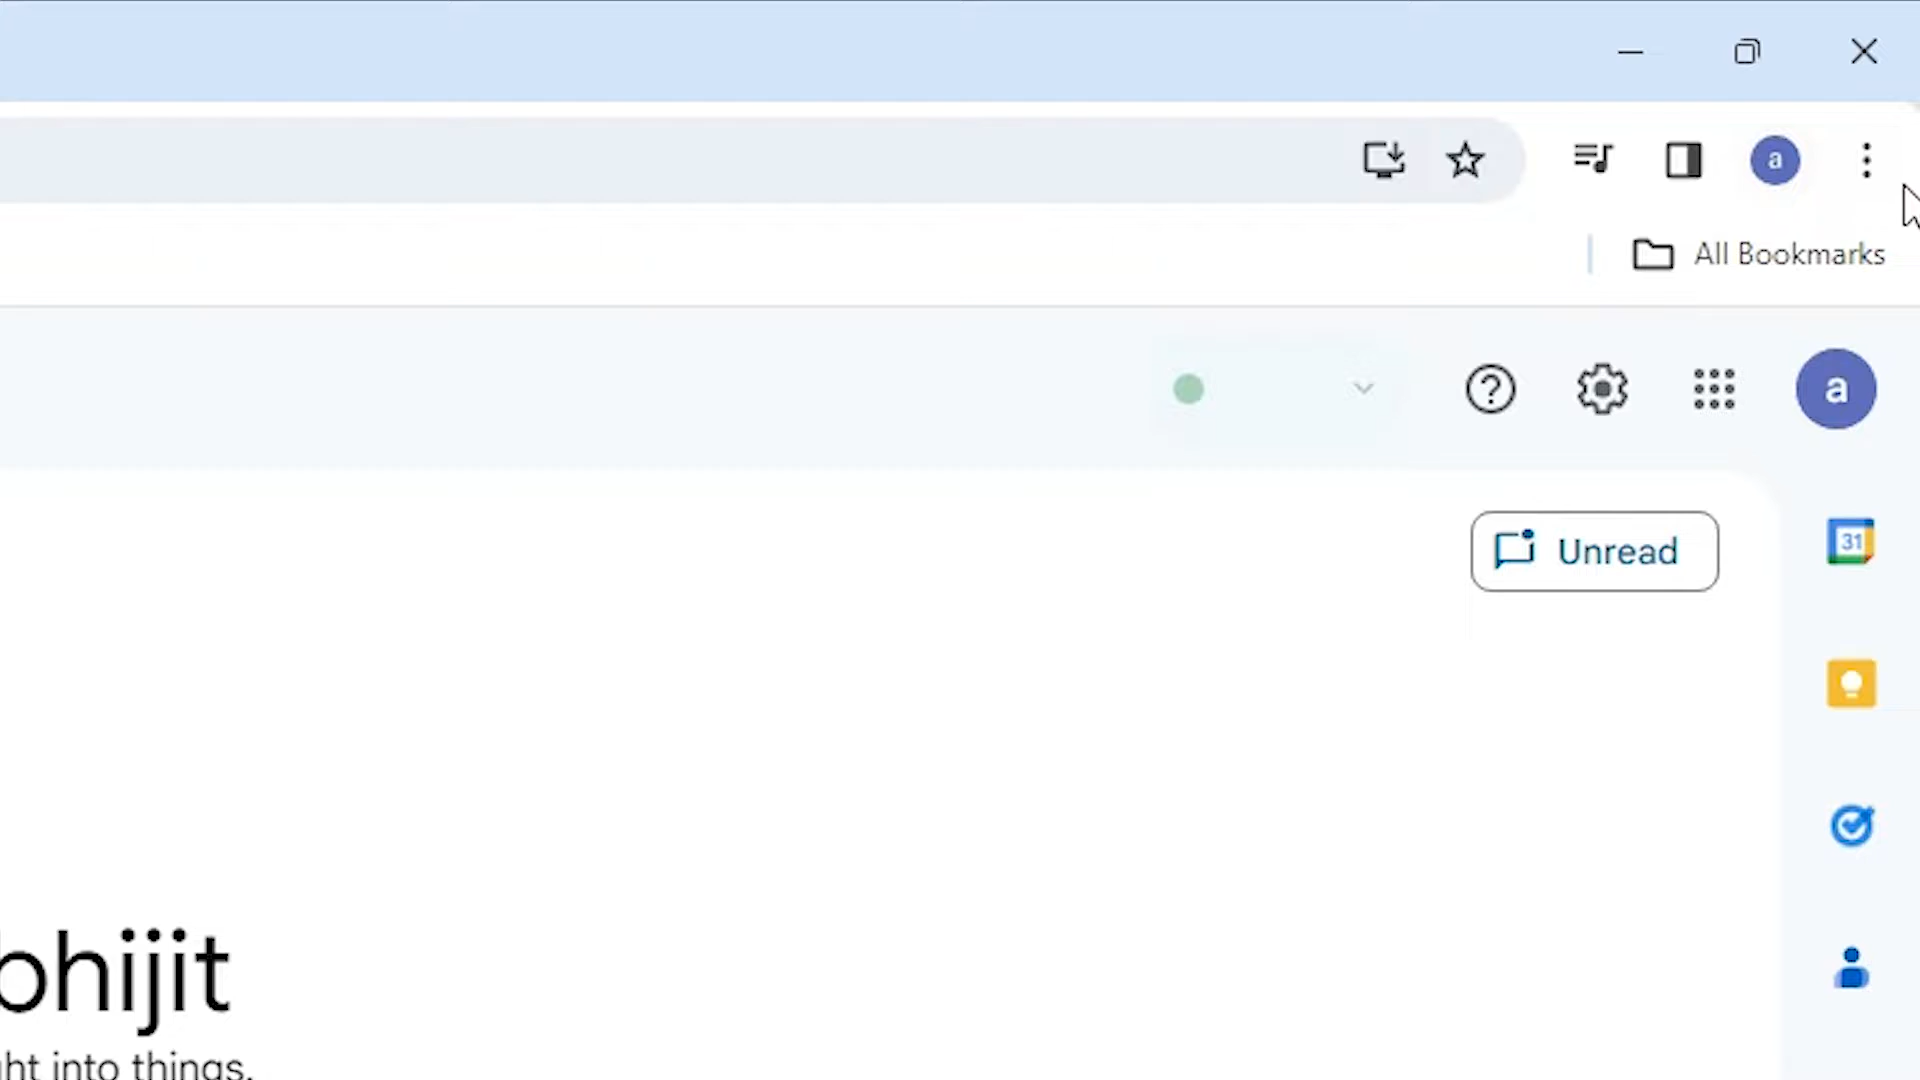 a
All Bookmarks
a
Unread
31
bhijit
ht into things.